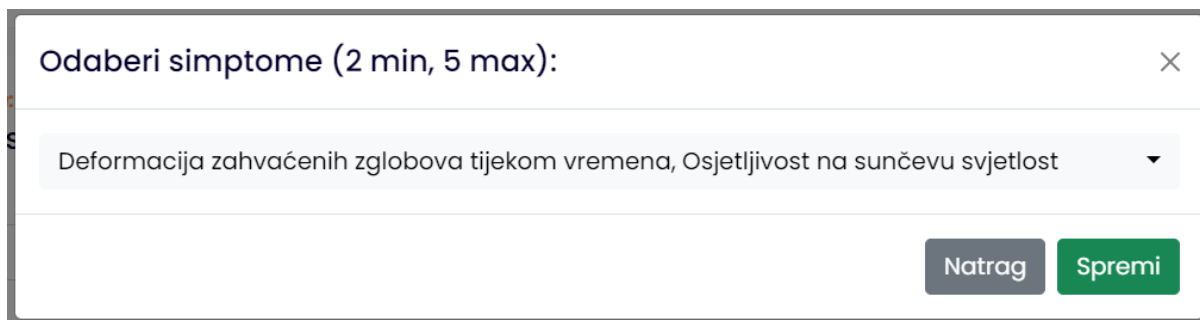 Odaberi simptome (2 min, 5 max):
Deformacija zahvaćenih zglobova tijekom vremena, Osjetljivost na sunčevu svjetlost
Natrag Spremi